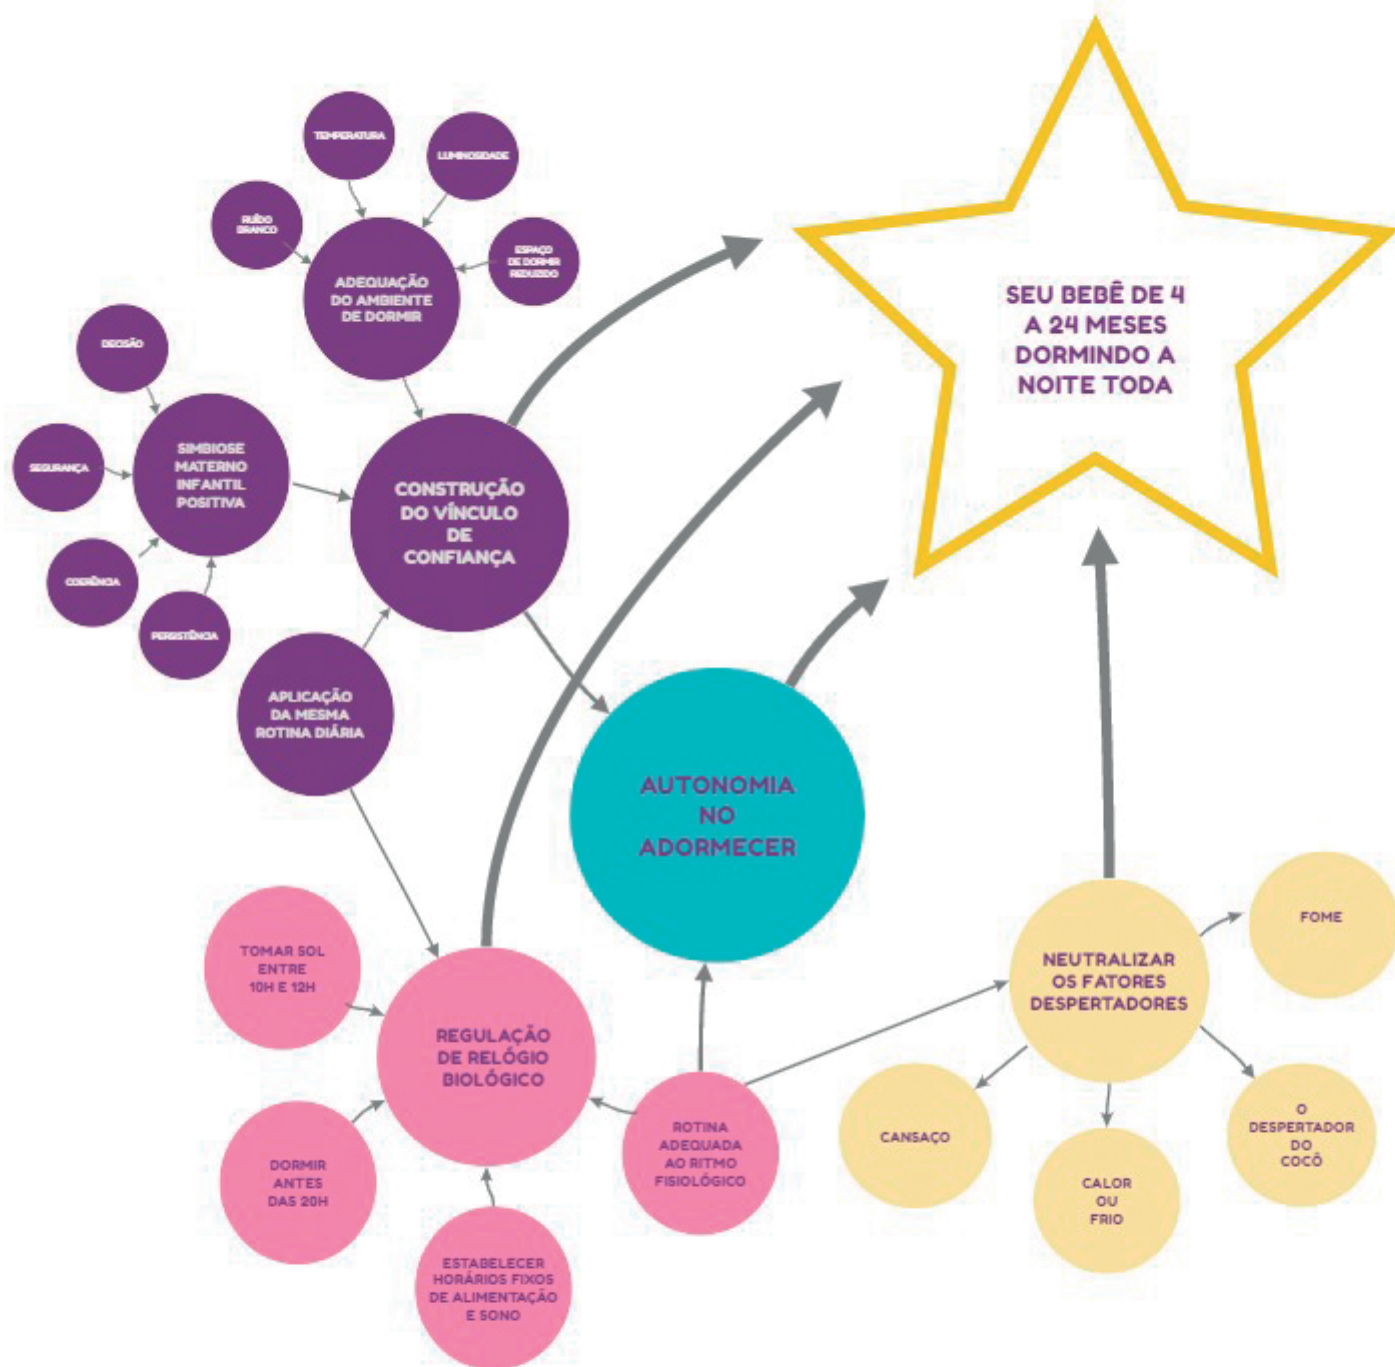 TEMPERATURA
LUMINOSIDADE
RUÍDO
BRANCO
ESPAÇO
DE DORMIR
REDUZIDO
ADEQUAÇÃO
DO AMBIENTE
DE DORMIR
SEU BEBÊ DE 4
A 24 MESES
DORMINDO A
NOITE TODA
DECISÃO
SEGURANÇA
SIMBIOSE
MATERNO
INFANTIL
POSITIVA
COERÊNCIA
PERSISTÊNCIA
CONSTRUÇÃO
DO VÍNCULO
DE
CONFIANÇA
APLICAÇÃO
DA MESMA
ROTINA DIÁRIA
AUTONOMIA
NO
ADORMECER
TOMAR SOL
ENTRE
10H E 12H
REGULAÇÃO
DE RELÓGIO
BIOLÓGICO
DORMIR
ANTES
DAS 20H
ESTABELECER
HORÁRIOS FIXOS
DE ALIMENTAÇÃO
E SONO
ROTINA
ADEQUADA
AO RITMO
FISIOLÓGICO
NEUTRALIZAR
OS FATORES
DESPERTADORES
FOME
CANSAÇO
CALOR
OU
FRIO
O
DESPERTADOR
DO
COCÔ